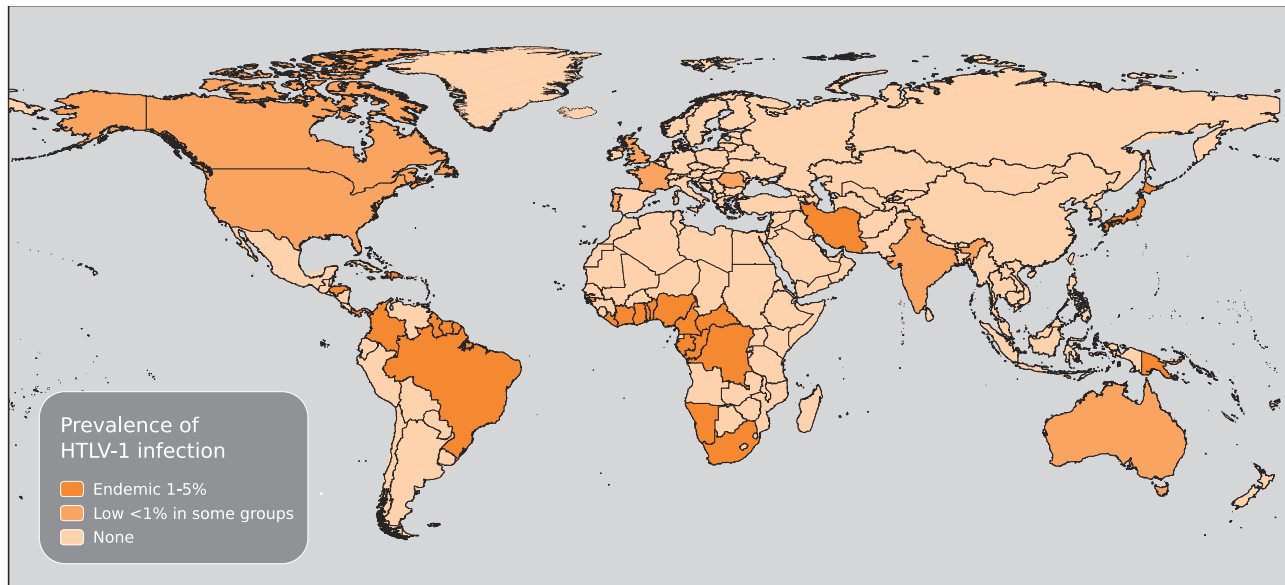 Prevalence of
HTLV-1 infection
Endemic 1-5%
Low <1% in some groups
None